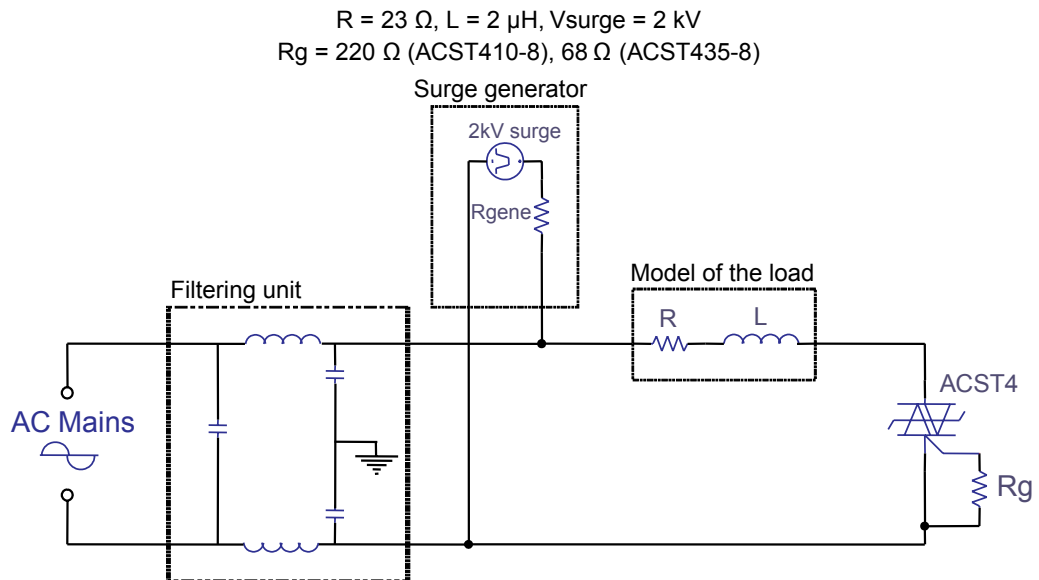 R = 23 Ω, L = 2 µH, Vsurge = 2 kV
Rg = 220 Ω (ACST410-8), 68 Ω (ACST435-8)
Surge generator
2kV surge
Rgene
Model of the load
Filtering unit
R
L
ACST4
AC Mains
Rg